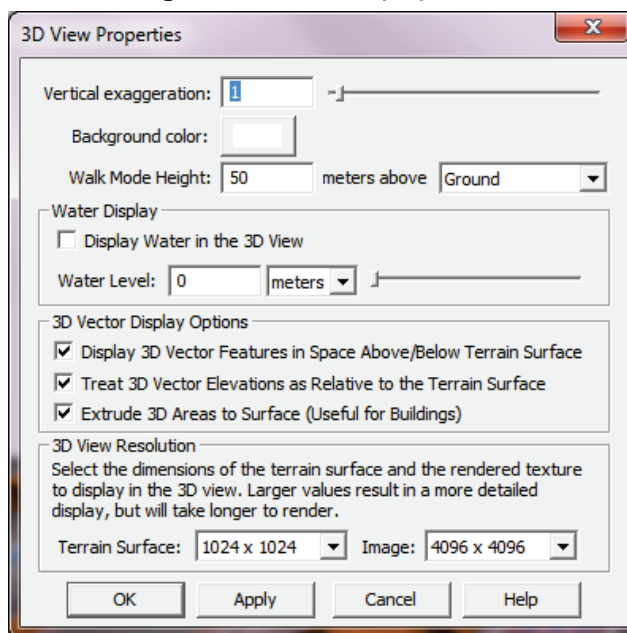 3D View Properties
Vertical exaggeration: 1
Background color:
Walk Mode Height: 50 meters above Ground
Water Display
Display Water in the 3D View
Water Level: 0 meters
3D Vector Display Options
Display 3D Vector Features in Space Above/Below Terrain Surface
Treat 3D Vector Elevations as Relative to the Terrain Surface
Extrude 3D Areas to Surface (Useful for Buildings)
3D View Resolution
Select the dimensions of the terrain surface and the rendered texture
to display in the 3D view. Larger values result in a more detailed
display, but will take longer to render.
Terrain Surface: 1024 x 1024 Image: 4096 x 4096
OK Apply Cancel Help